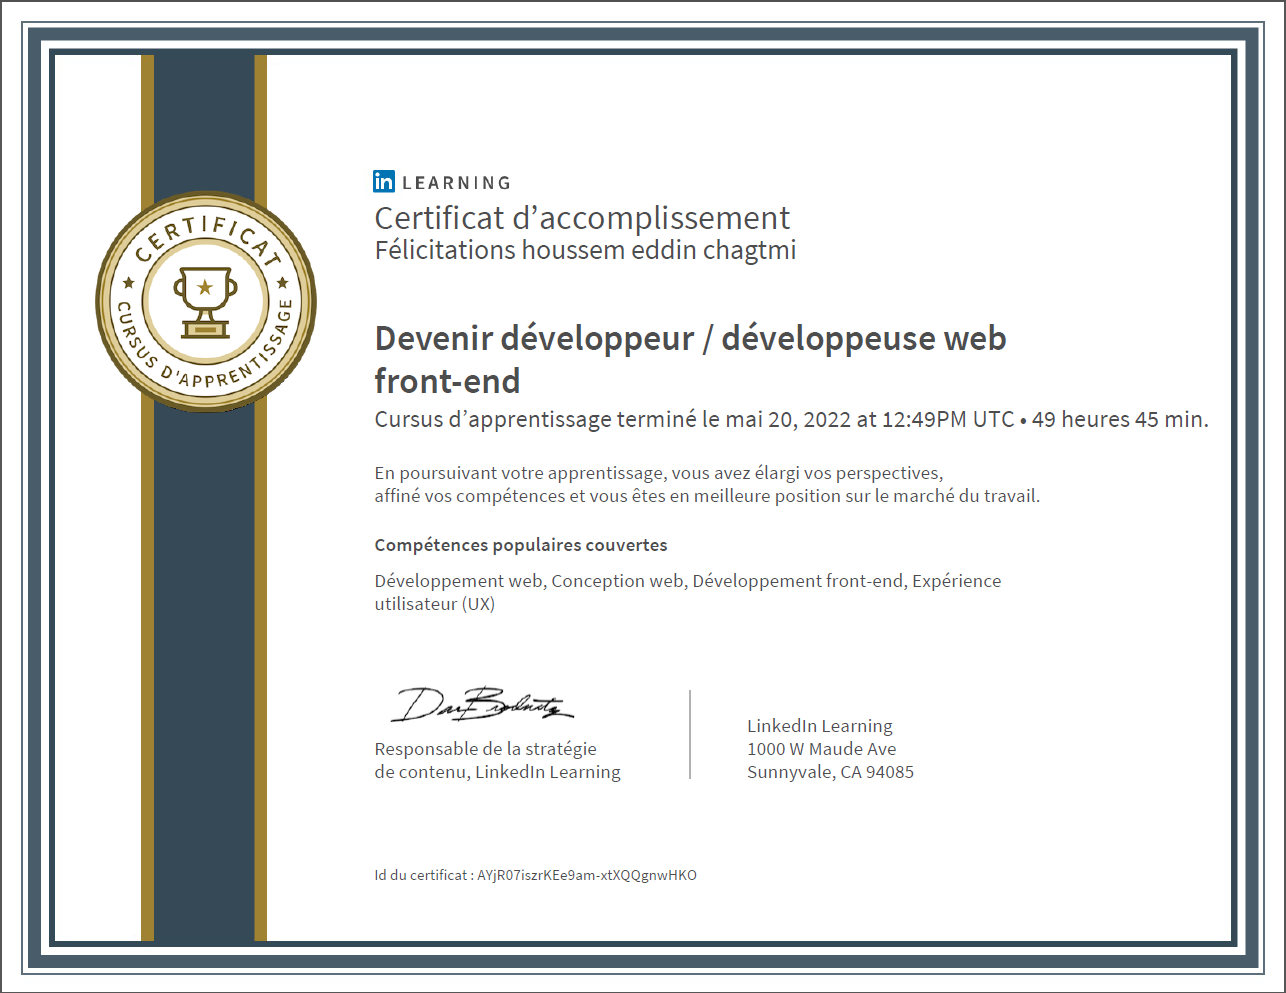 CERTIFICAT
CURSUS D'APPRENTISSAGE
in LEARNING
Certificat d’accomplissement
Félicitations houssem eddin chagtmi
Devenir développeur / développeuse web
front-end
Cursus d’apprentissage terminé le mai 20, 2022 at 12:49PM UTC • 49 heures 45 min.
En poursuivant votre apprentissage, vous avez élargi vos perspectives,
affiné vos compétences et vous êtes en meilleure position sur le marché du travail.
Compétences populaires couvertes
Développement web, Conception web, Développement front-end, Expérience
utilisateur (UX)
Responsable de la stratégie
de contenu, LinkedIn Learning
LinkedIn Learning
1000 W Maude Ave
Sunnyvale, CA 94085
Id du certificat : AYjR07iszrKEe9am-xtXQQgnwHKO